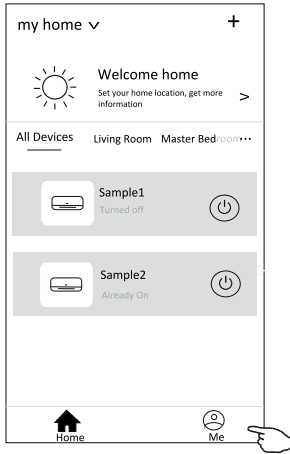 my home
Welcome home
Set your home location, get more
information
All Devices Living Room Master Bedroom
Sample1
Turned off
Sample2
Already On
Home Me